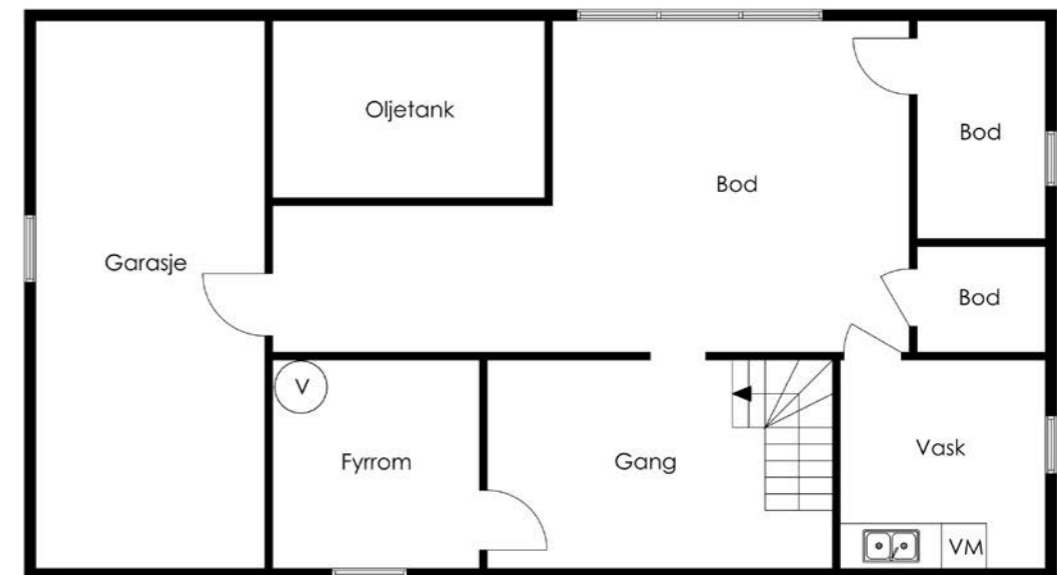 Oljetank
Bod
Bod
Garasje
Bod
V
Fyrrom
Gang
Vask
VM